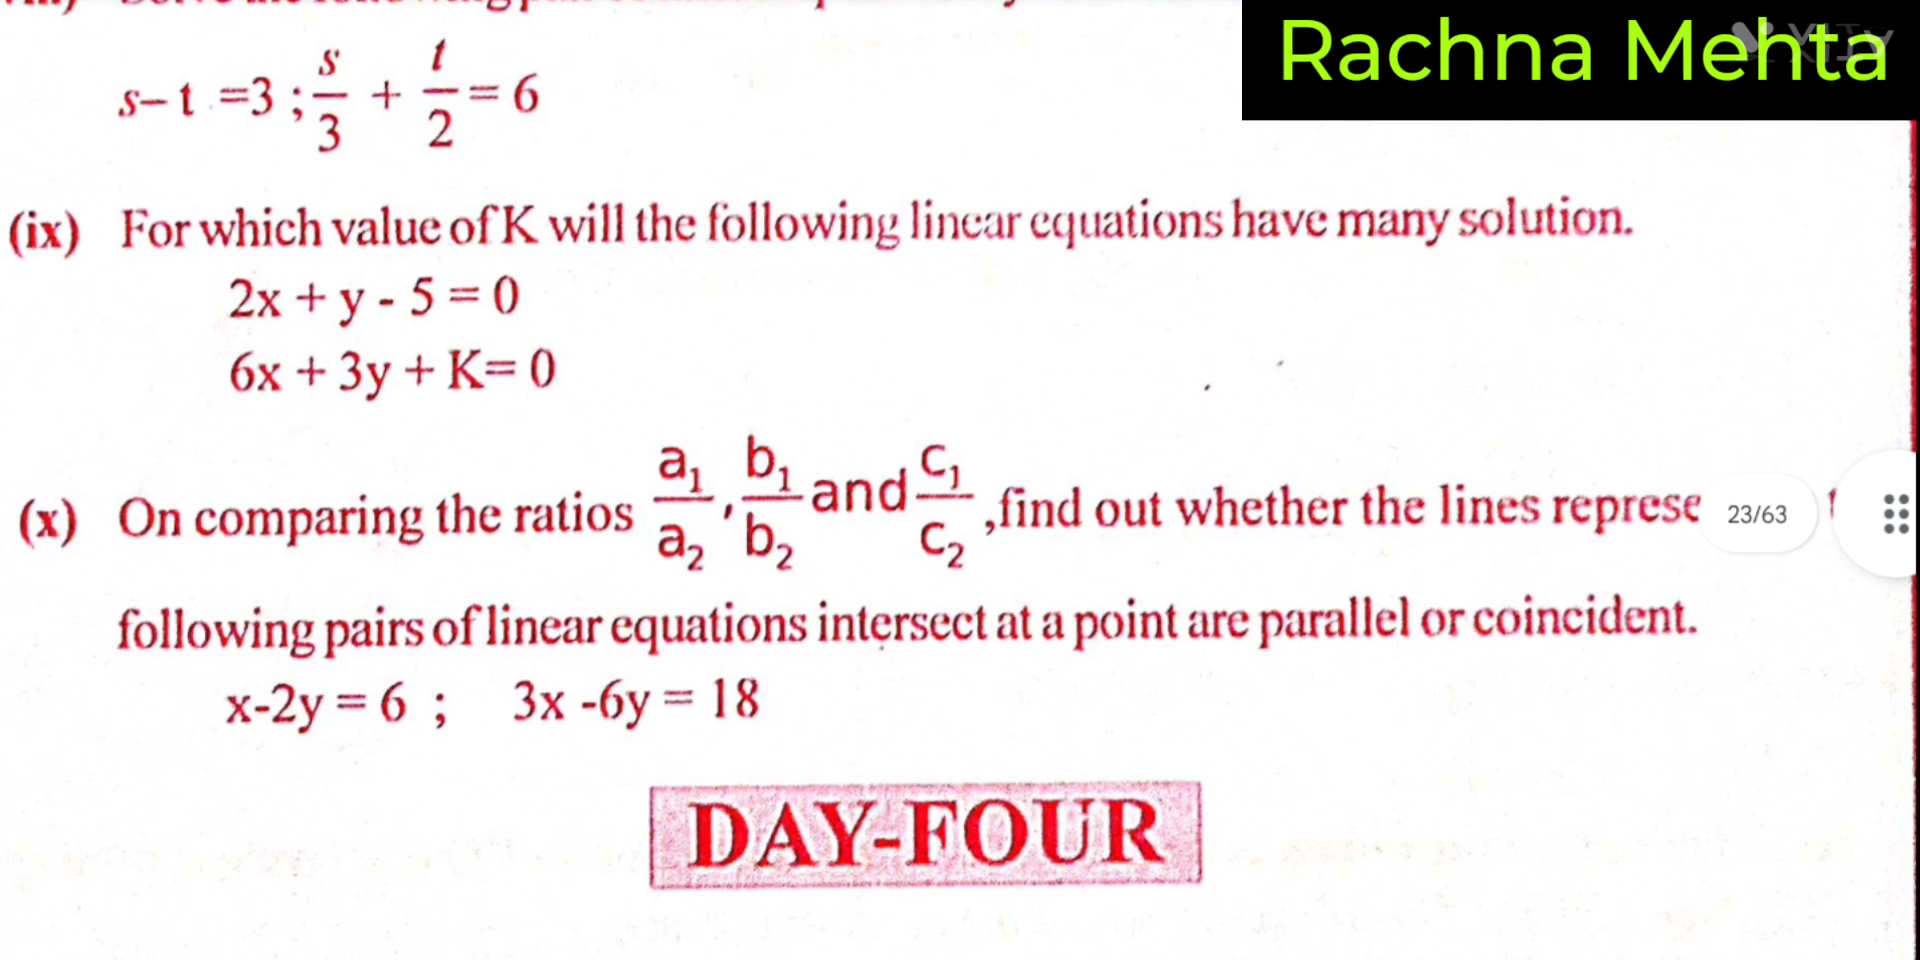 Rachna Mehta
s- t =3 ; s/3 + t/2 = 6
(ix) For which value of K will the following linear equations have many solution.
2x + y - 5 = 0
6x + 3y + K= 0
(x) On comparing the ratios a₁/a₂, b₁/b₂ and c₁/c₂ ,find out whether the lines represe
23/63
following pairs of linear equations intersect at a point are parallel or coincident.
x-2y = 6 ; 3x -6y = 18
DAY-FOUR